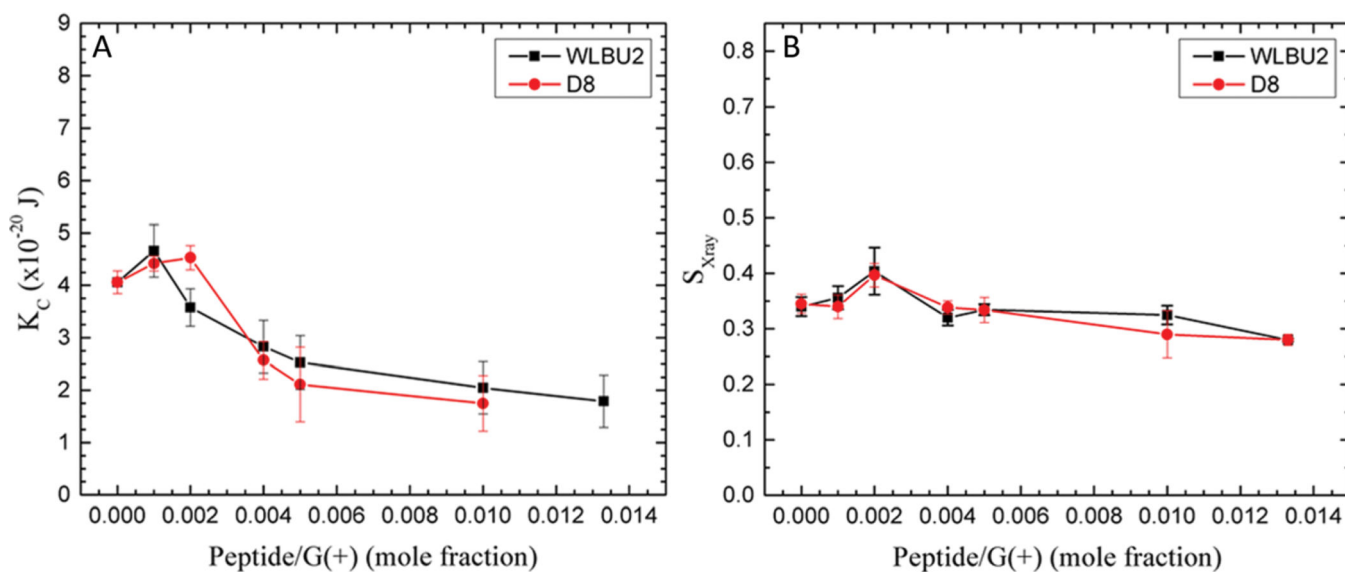 A
WLBU2
D8
9
8
7
6
5
4
3
2
1
0
K_C (x10^-20 J)
0.000 0.002 0.004 0.006 0.008 0.010 0.012 0.014
Peptide/G(+) (mole fraction)
B
WLBU2
D8
0.8
0.7
0.6
0.5
0.4
0.3
0.2
0.1
0.0
S_Xray
0.000 0.002 0.004 0.006 0.008 0.010 0.012 0.014
Peptide/G(+) (mole fraction)